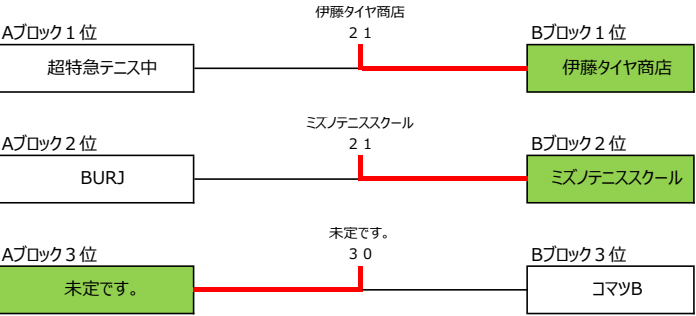 伊藤タイヤ商店
Aブロック１位 ２１ Bブロック１位
超特急テニス中 伊藤タイヤ商店
ミズノテニススクール
Aブロック２位 ２１ Bブロック２位
BURJ ミズノテニススクール
未定です。
Aブロック３位 ３０ Bブロック３位
未定です。 コマツB